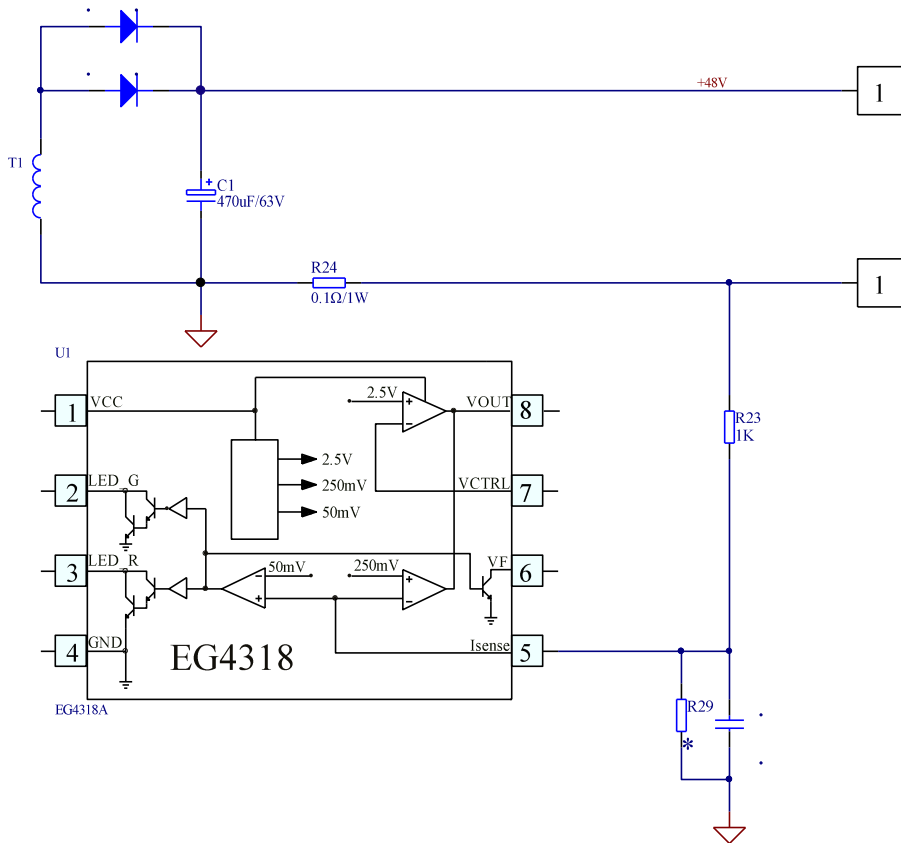 +48V
1
T1
C1
470uF/63V
R24
0.1Ω/1W
1
U1
1
VCC
2.5V
VOUT
8
R23
1K
2.5V
2
LED_G
250mV
VCTRL
7
50mV
3
LED_R
50mV
250mV
VF
6
4
GND
EG4318
Isense
5
EG4318A
R29
*